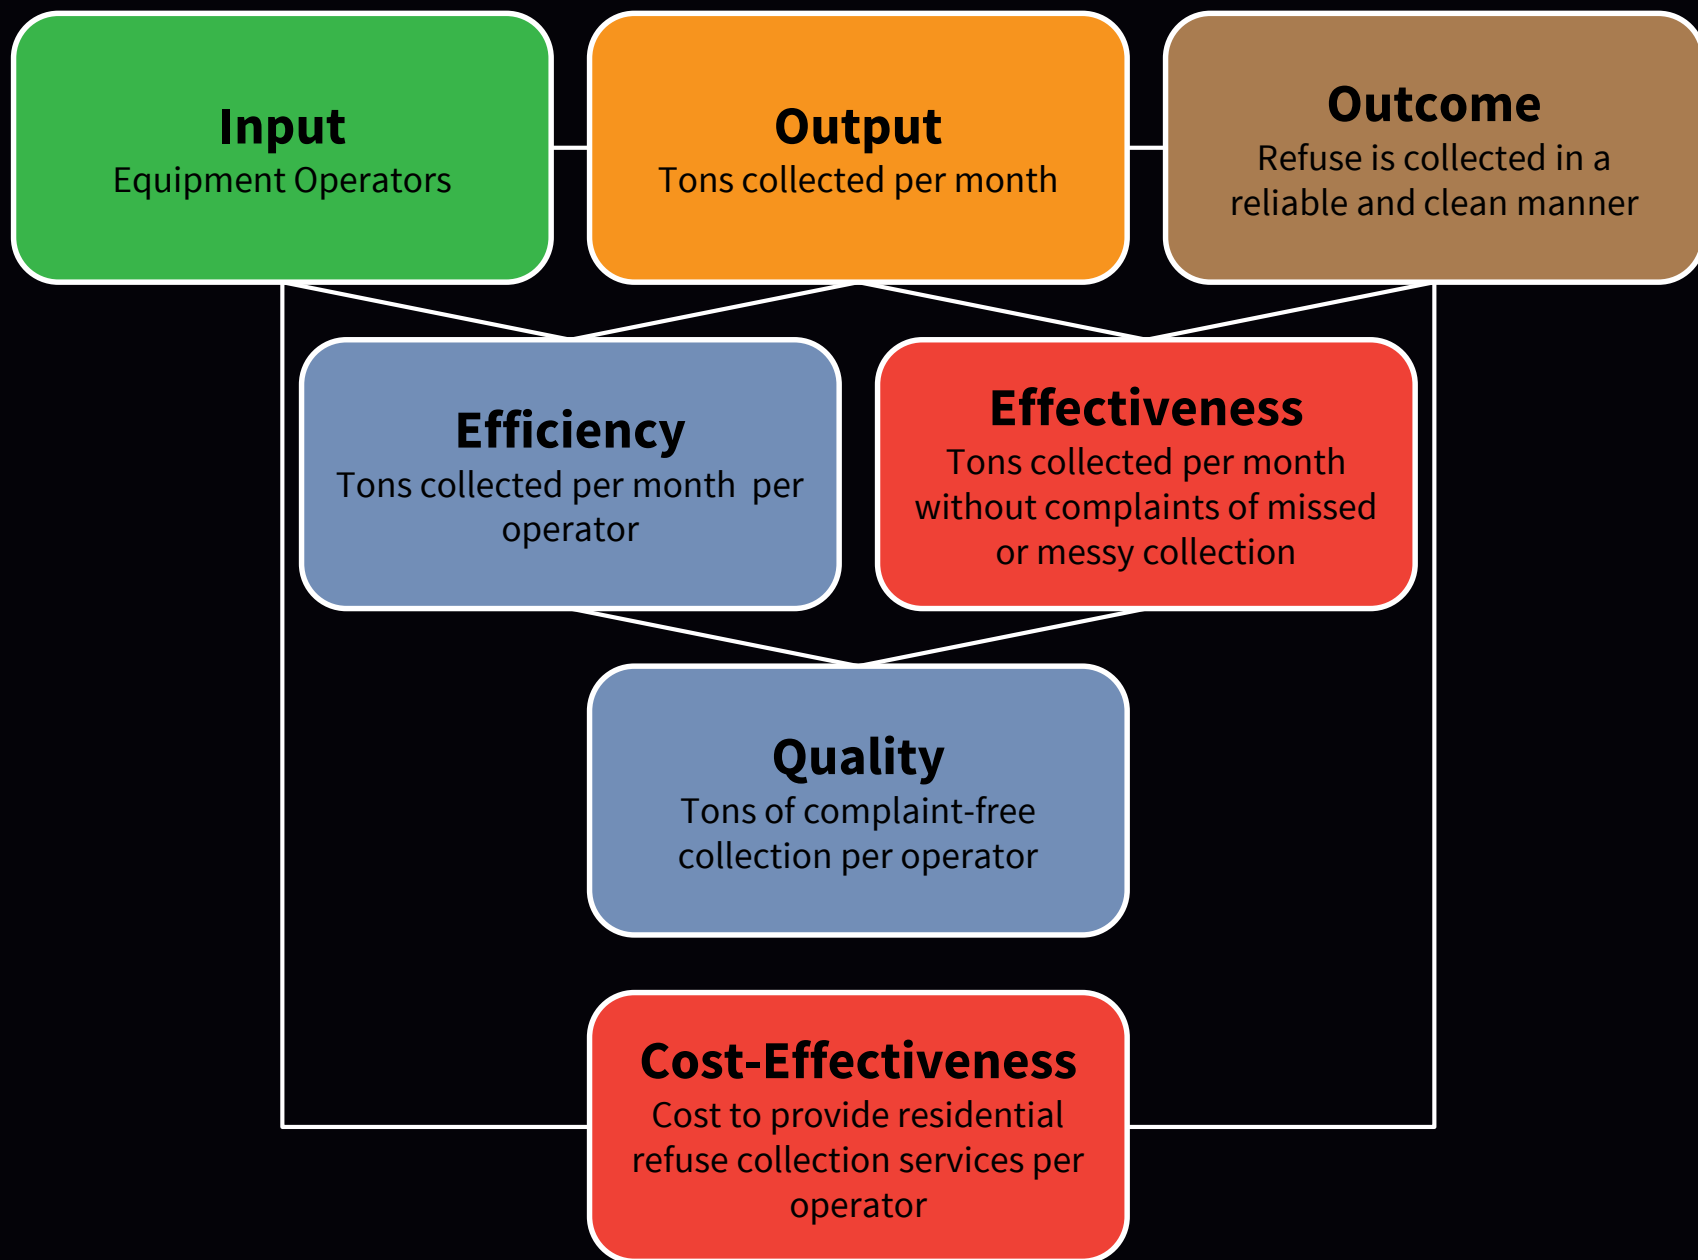 Input
Equipment Operators
Output
Tons collected per month
Outcome
Refuse is collected in a
reliable and clean manner
Efficiency
Tons collected per month  per
operator
Effectiveness
Tons collected per month
without complaints of missed
or messy collection
Quality
Tons of complaint-free
collection per operator
Cost-Effectiveness
Cost to provide residential
refuse collection services per
operator